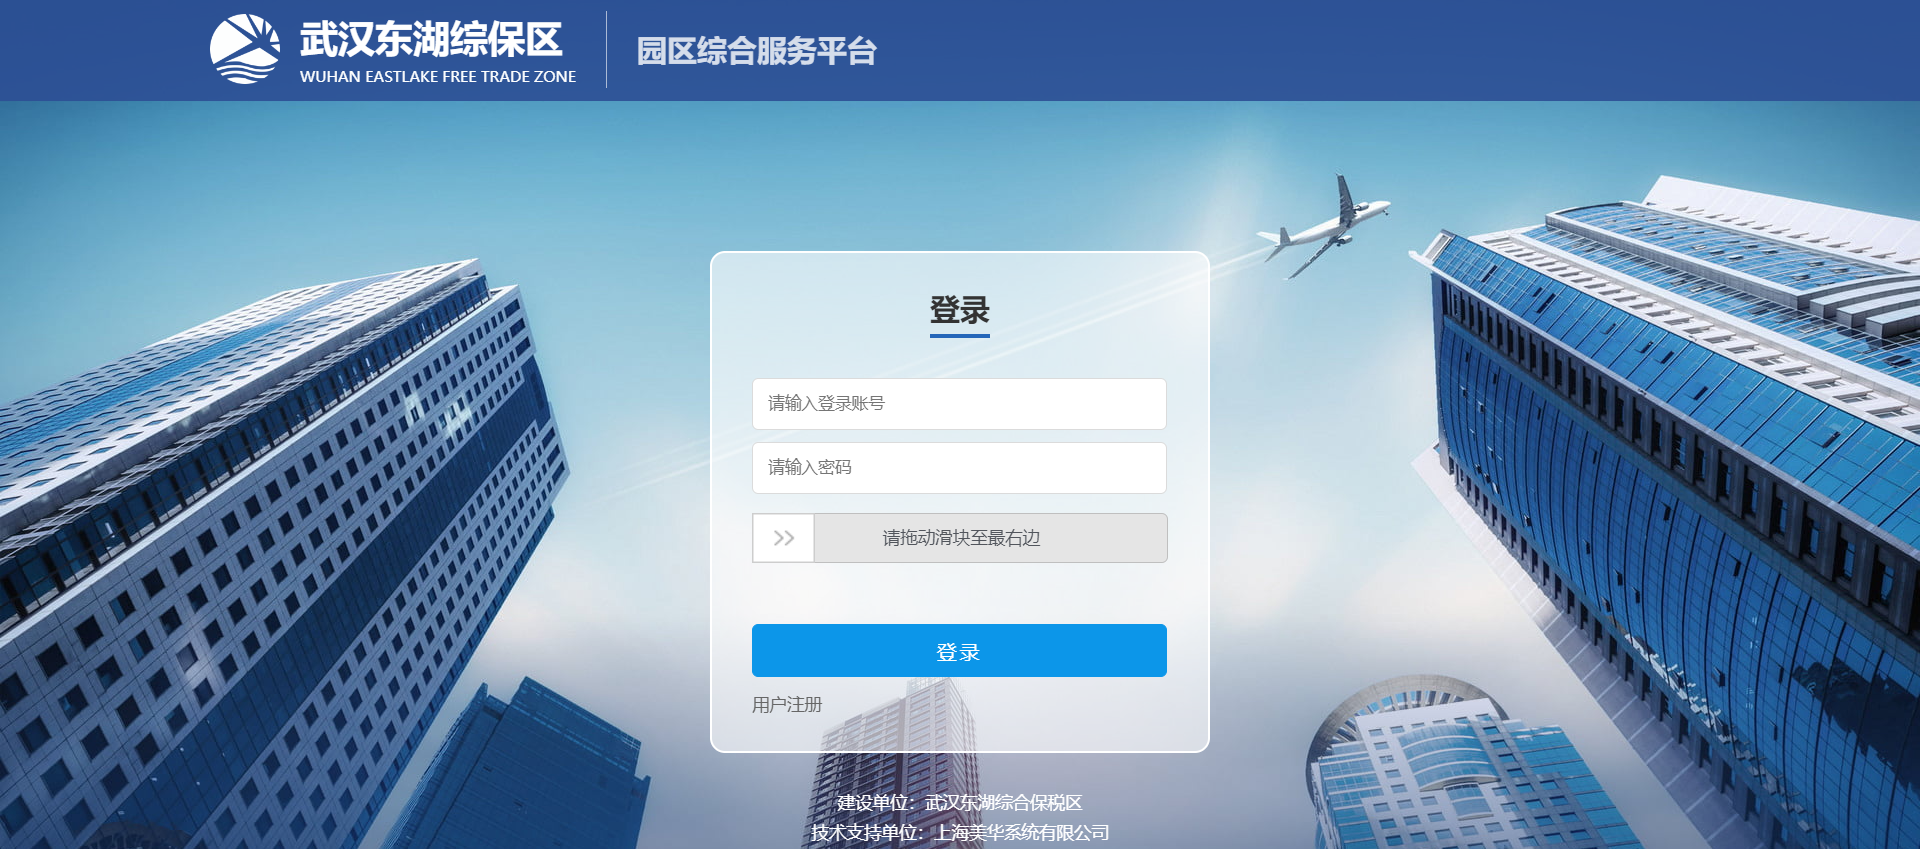 武汉东湖综保区
WUHAN EASTLAKE FREE TRADE ZONE
园区综合服务平台
登录
请输入登录账号
请输入密码
请拖动滑块至最右边
登录
用户注册
建设单位：武汉东湖综合保税区
技术支持单位：上海美华系统有限公司